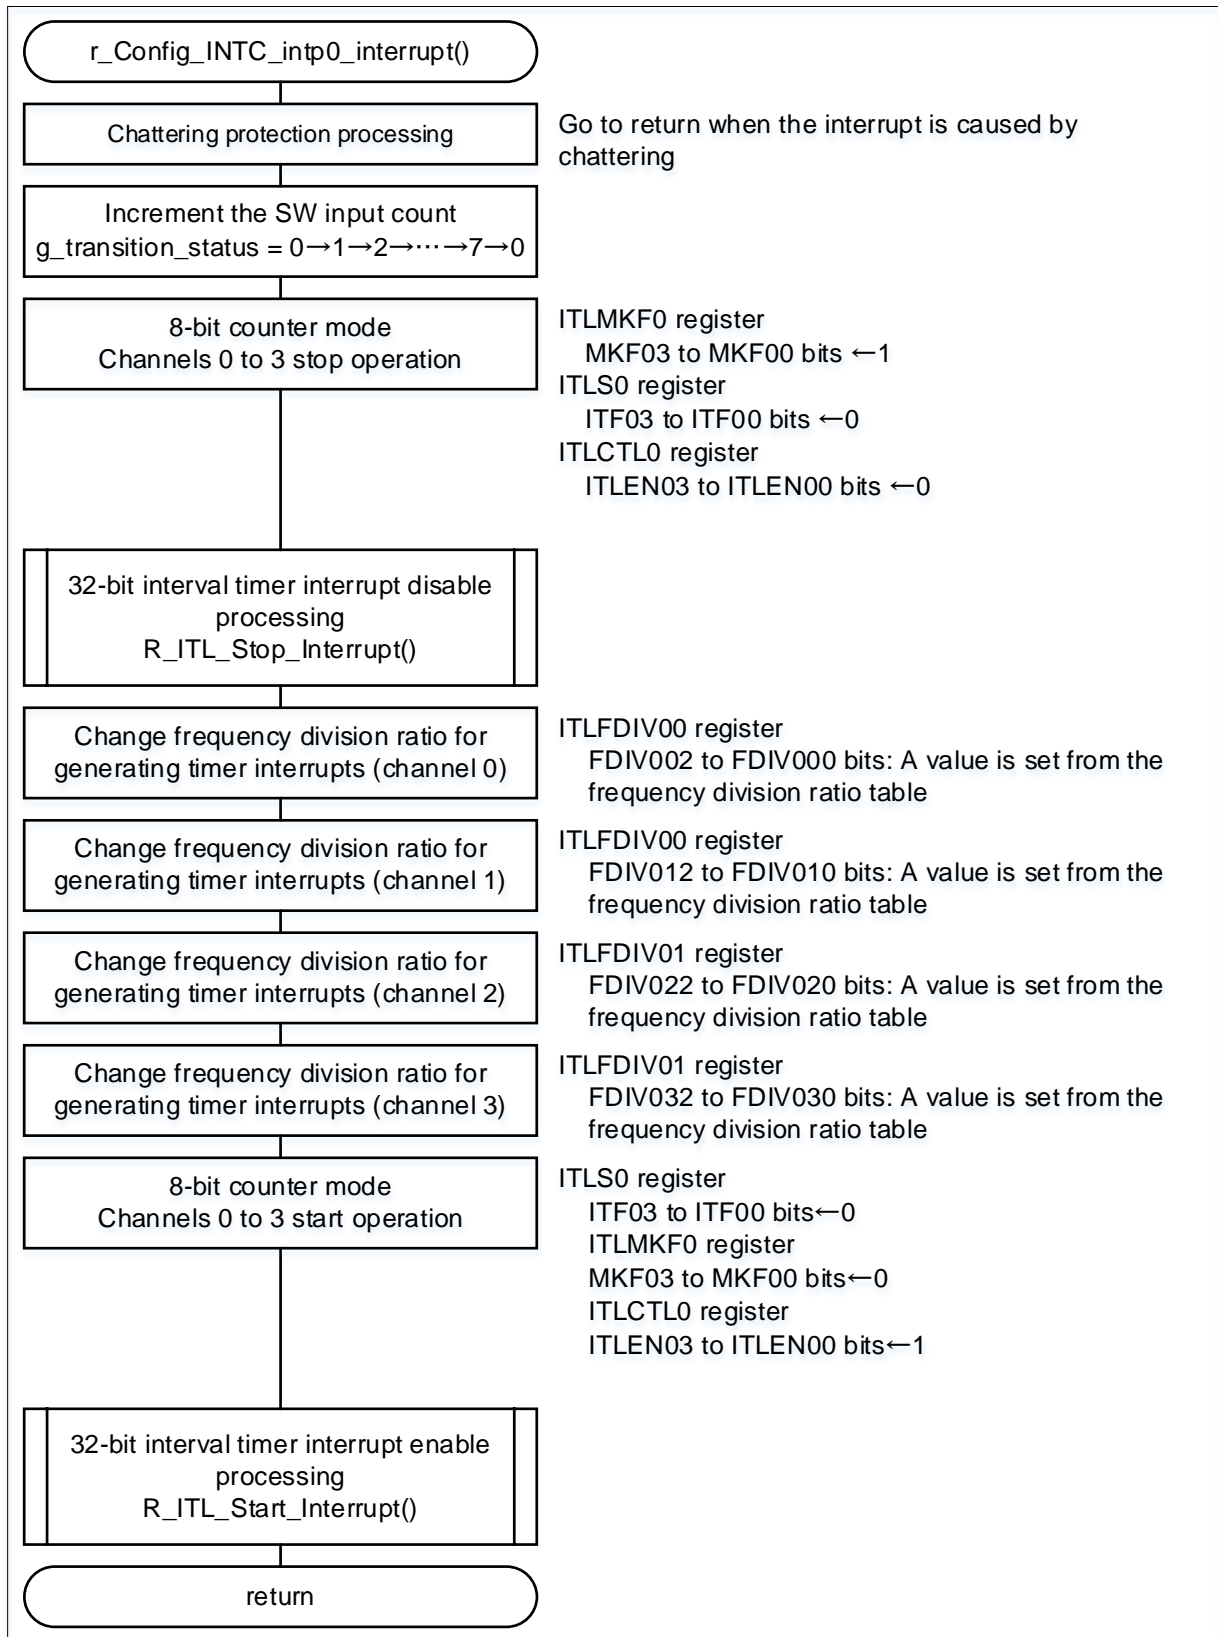 r_Config_INTC_intp0_interrupt()
Chattering protection processing
Go to return when the interrupt is caused by
chattering
Increment the SW input count
g_transition_status = 0→1→2→⋯→7→0
8-bit counter mode
Channels 0 to 3 stop operation
ITLMKF0 register
MKF03 to MKF00 bits ←1
ITLS0 register
ITF03 to ITF00 bits ←0
ITLCTL0 register
ITLEN03 to ITLEN00 bits ←0
32-bit interval timer interrupt disable
processing
R_ITL_Stop_Interrupt()
Change frequency division ratio for
generating timer interrupts (channel 0)
ITLFDIV00 register
FDIV002 to FDIV000 bits: A value is set from the
frequency division ratio table
Change frequency division ratio for
generating timer interrupts (channel 1)
ITLFDIV00 register
FDIV012 to FDIV010 bits: A value is set from the
frequency division ratio table
Change frequency division ratio for
generating timer interrupts (channel 2)
ITLFDIV01 register
FDIV022 to FDIV020 bits: A value is set from the
frequency division ratio table
Change frequency division ratio for
generating timer interrupts (channel 3)
ITLFDIV01 register
FDIV032 to FDIV030 bits: A value is set from the
frequency division ratio table
8-bit counter mode
Channels 0 to 3 start operation
ITLS0 register
ITF03 to ITF00 bits←0
ITLMKF0 register
MKF03 to MKF00 bits←0
ITLCTL0 register
ITLEN03 to ITLEN00 bits←1
32-bit interval timer interrupt enable
processing
R_ITL_Start_Interrupt()
return